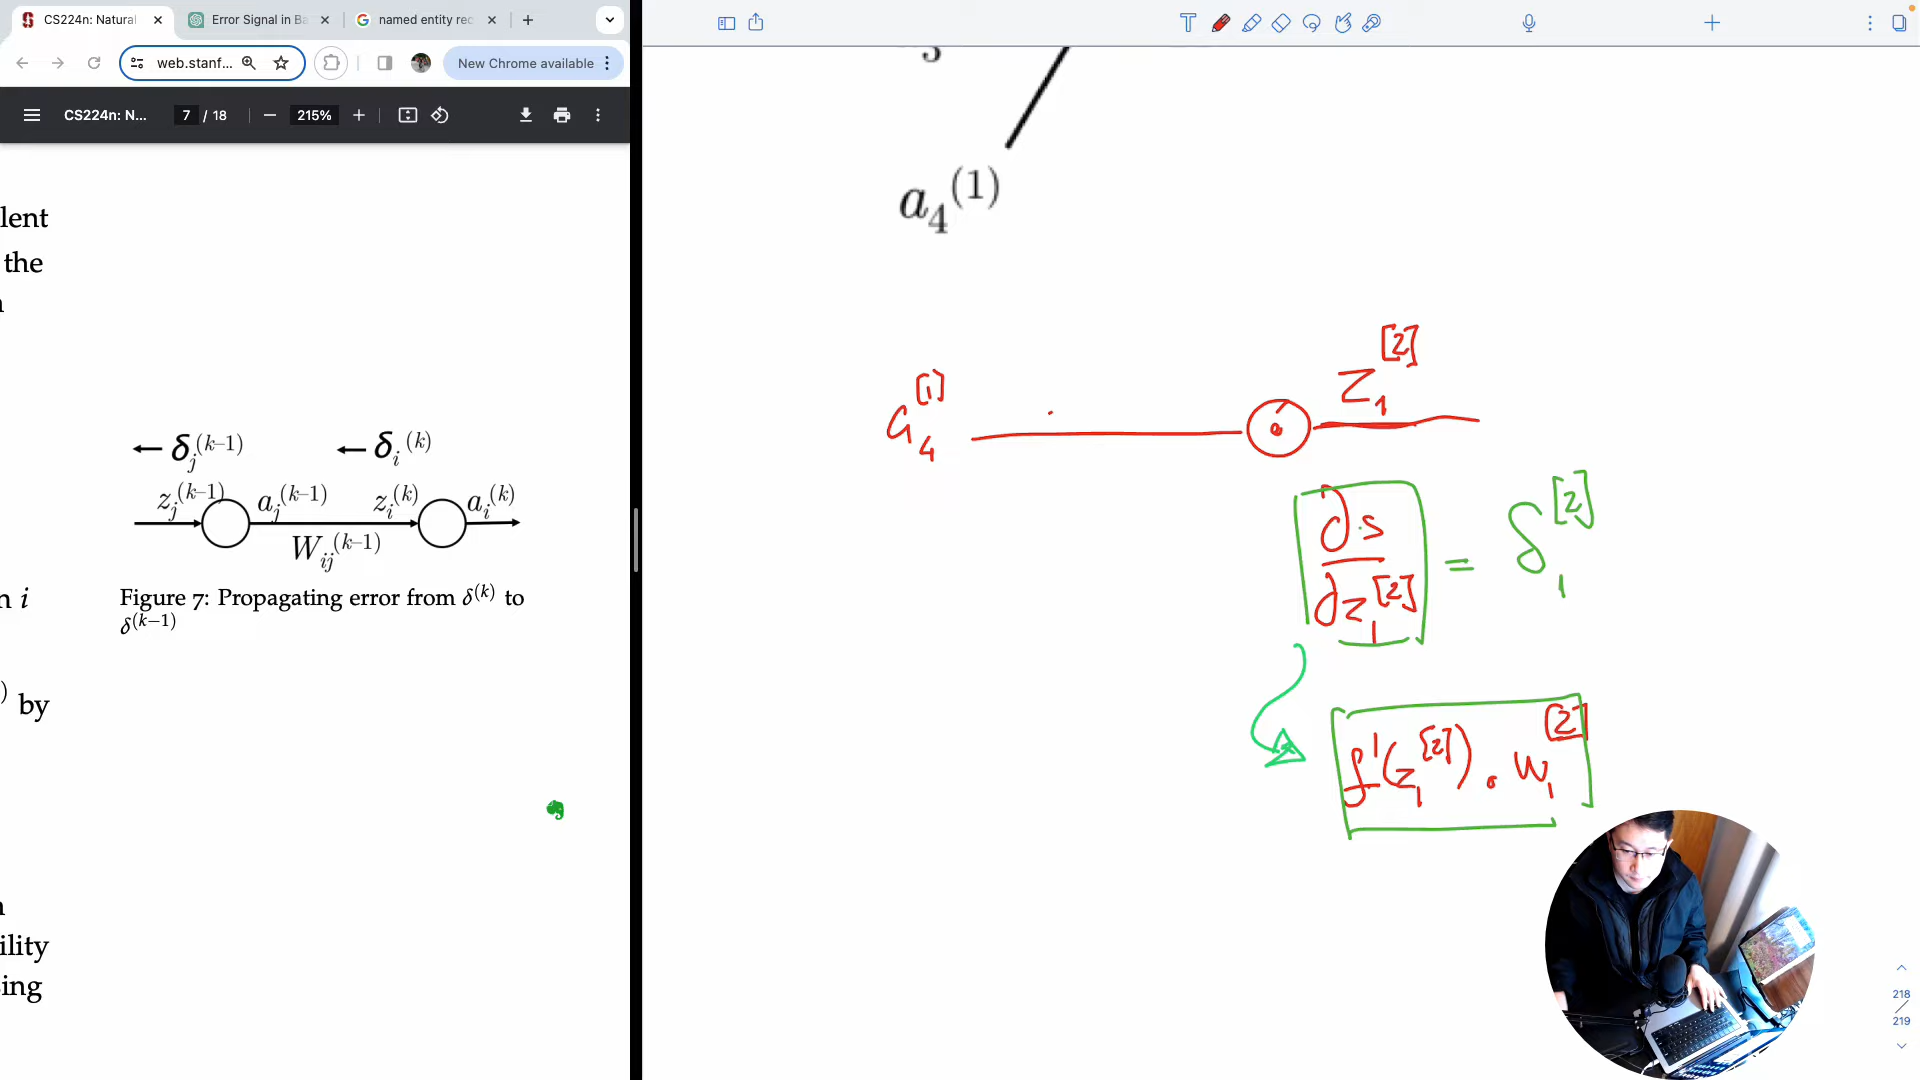 CS224n: Natural
Error Signal in Ba
named entity rec
web.stanf...
New Chrome available
CS224n: N...
7 / 18
215%
lent
the
n
← δj^(k–1)
← δi^(k)
zj^(k–1)
aj^(k–1)
zi^(k)
ai^(k)
Wij^(k–1)
n i
Figure 7: Propagating error from δ^(k) to
δ^(k−1)
) by
n
ility
sing
3
a4^(1)
a4^[1]
z1^[2]
∂s
∂z1^[2]
= δ1^[2]
f'(z1^[2]) · W1^[2]
218
219